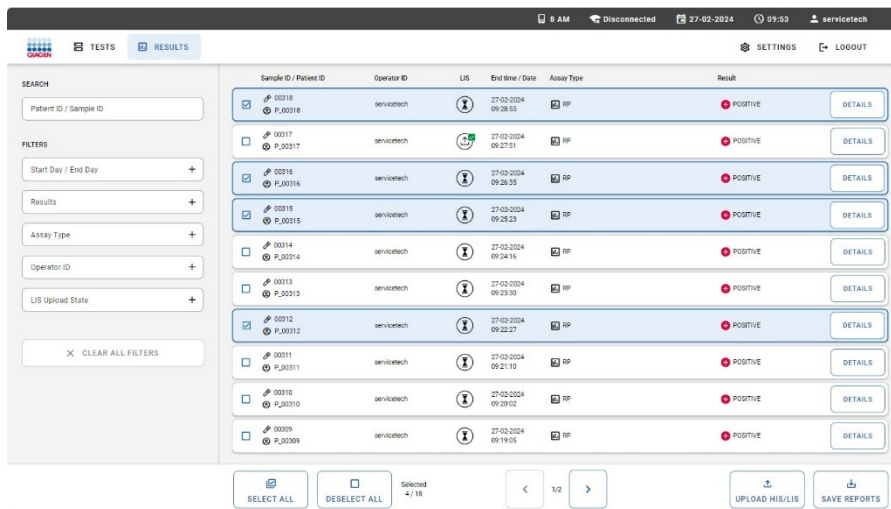 8 AM Disconnected 27-02-2024 09:53 servicetech
QIAGEN TESTS RESULTS SETTINGS LOGOUT
SEARCH
Patient ID / Sample ID
FILTERS
Start Day / End Day +
Results +
Assay Type +
Operator ID +
LIS Upload State +
X CLEAR ALL FILTERS
Sample ID / Patient ID Operator ID LIS End time / Date Assay Type Result
00318 servicetech 27-02-2024 RP POSITIVE DETAILS
P_00318 09:28:55
00317 servicetech 27-02-2024 RP POSITIVE DETAILS
P_00317 09:27:51
00316 servicetech 27-02-2024 RP POSITIVE DETAILS
P_00316 09:26:35
00315 servicetech 27-02-2024 RP POSITIVE DETAILS
P_00315 09:25:23
00314 servicetech 27-02-2024 RP POSITIVE DETAILS
P_00314 09:24:16
00313 servicetech 27-02-2024 RP POSITIVE DETAILS
P_00313 09:23:30
00312 servicetech 27-02-2024 RP POSITIVE DETAILS
P_00312 09:22:27
00311 servicetech 27-02-2024 RP POSITIVE DETAILS
P_00311 09:21:10
00310 servicetech 27-02-2024 RP POSITIVE DETAILS
P_00310 09:20:02
00309 servicetech 27-02-2024 RP POSITIVE DETAILS
P_00309 09:19:05
SELECT ALL DESELECT ALL Selected
4 / 18
< 1/2 > UPLOAD HIS/LIS SAVE REPORTS